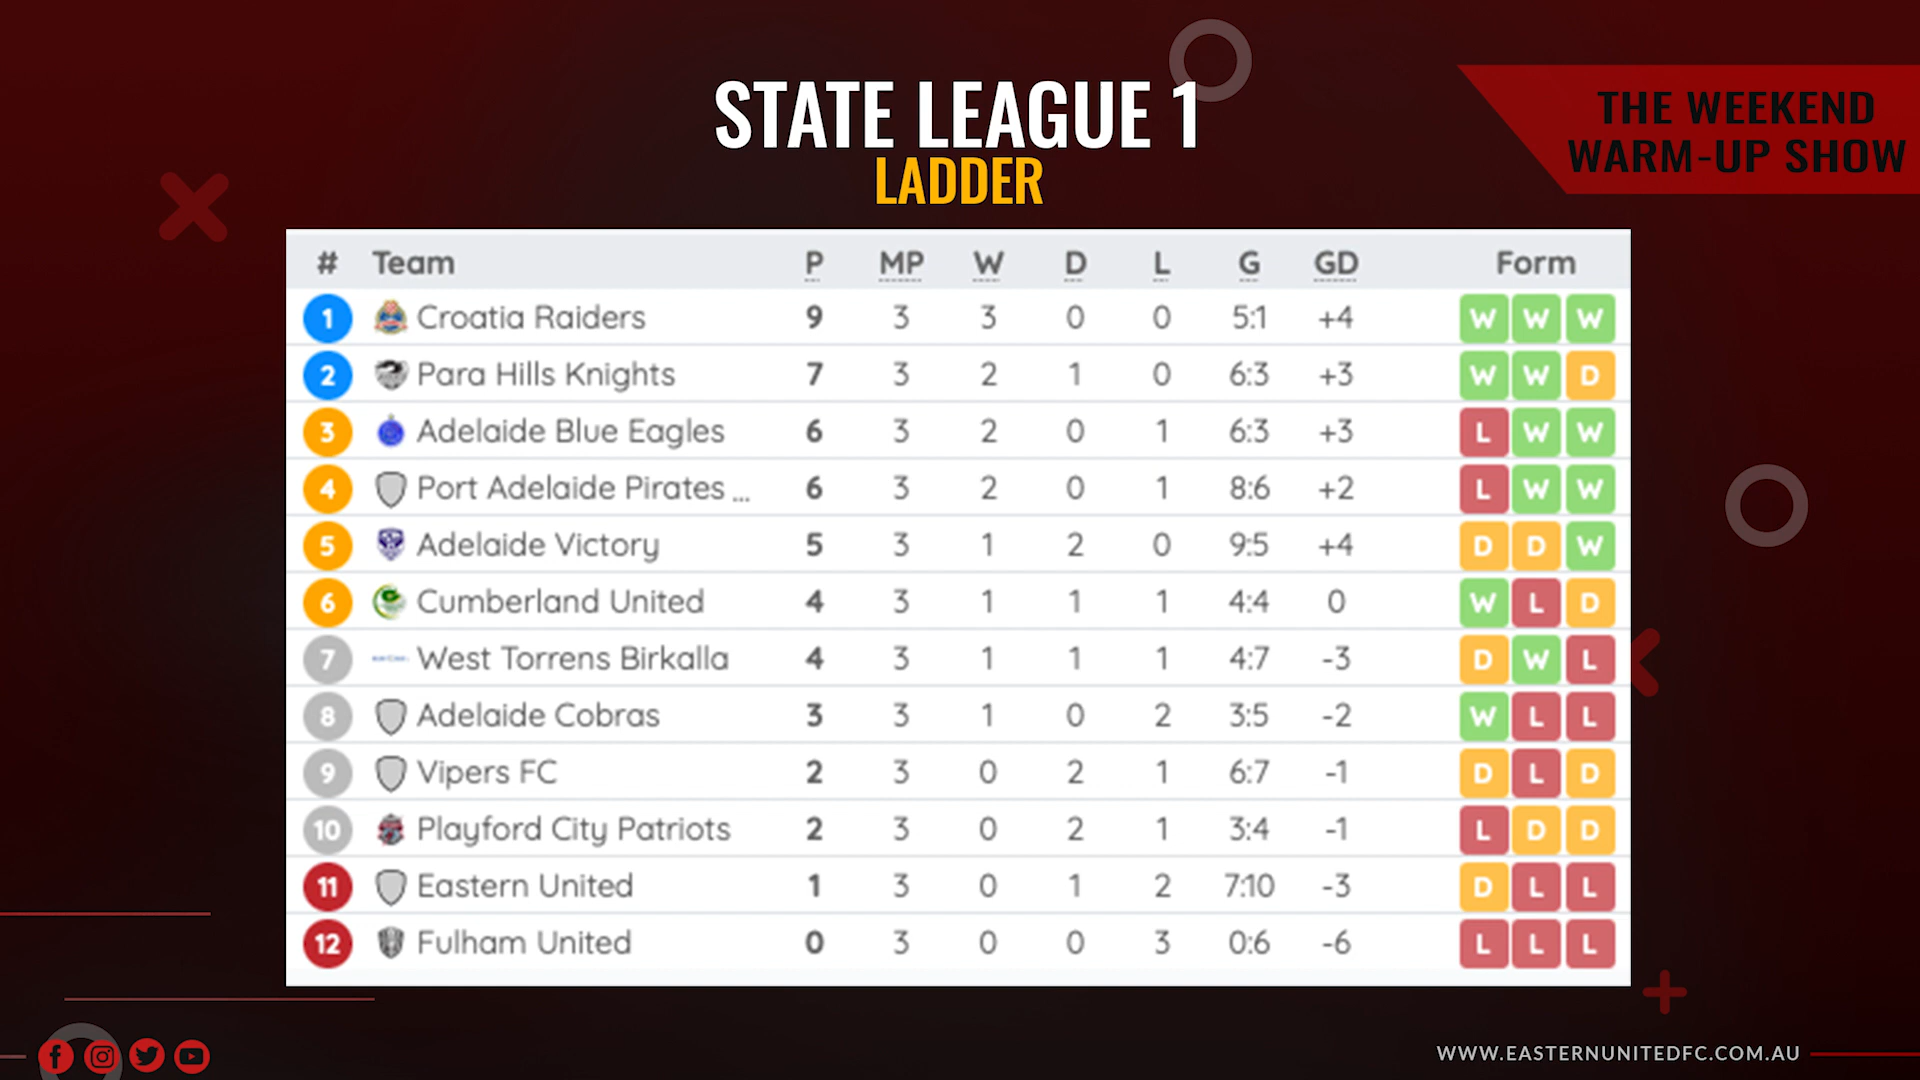 STATE LEAGUE 1
LADDER
THE WEEKEND
WARM-UP SHOW
# Team P MP W D L G GD Form
1 Croatia Raiders 9 3 3 0 0 5:1 +4 W W W
2 Para Hills Knights 7 3 2 1 0 6:3 +3 W W D
3 Adelaide Blue Eagles 6 3 2 0 1 6:3 +3 L W W
4 Port Adelaide Pirates ... 6 3 2 0 1 8:6 +2 L W W
5 Adelaide Victory 5 3 1 2 0 9:5 +4 D D W
6 Cumberland United 4 3 1 1 1 4:4 0 W L D
7 West Torrens Birkalla 4 3 1 1 1 4:7 -3 D W L
8 Adelaide Cobras 3 3 1 0 2 3:5 -2 W L L
9 Vipers FC 2 3 0 2 1 6:7 -1 D L D
10 Playford City Patriots 2 3 0 2 1 3:4 -1 L D D
11 Eastern United 1 3 0 1 2 7:10 -3 D L L
12 Fulham United 0 3 0 0 3 0:6 -6 L L L
WWW.EASTERNUNITEDFC.COM.AU